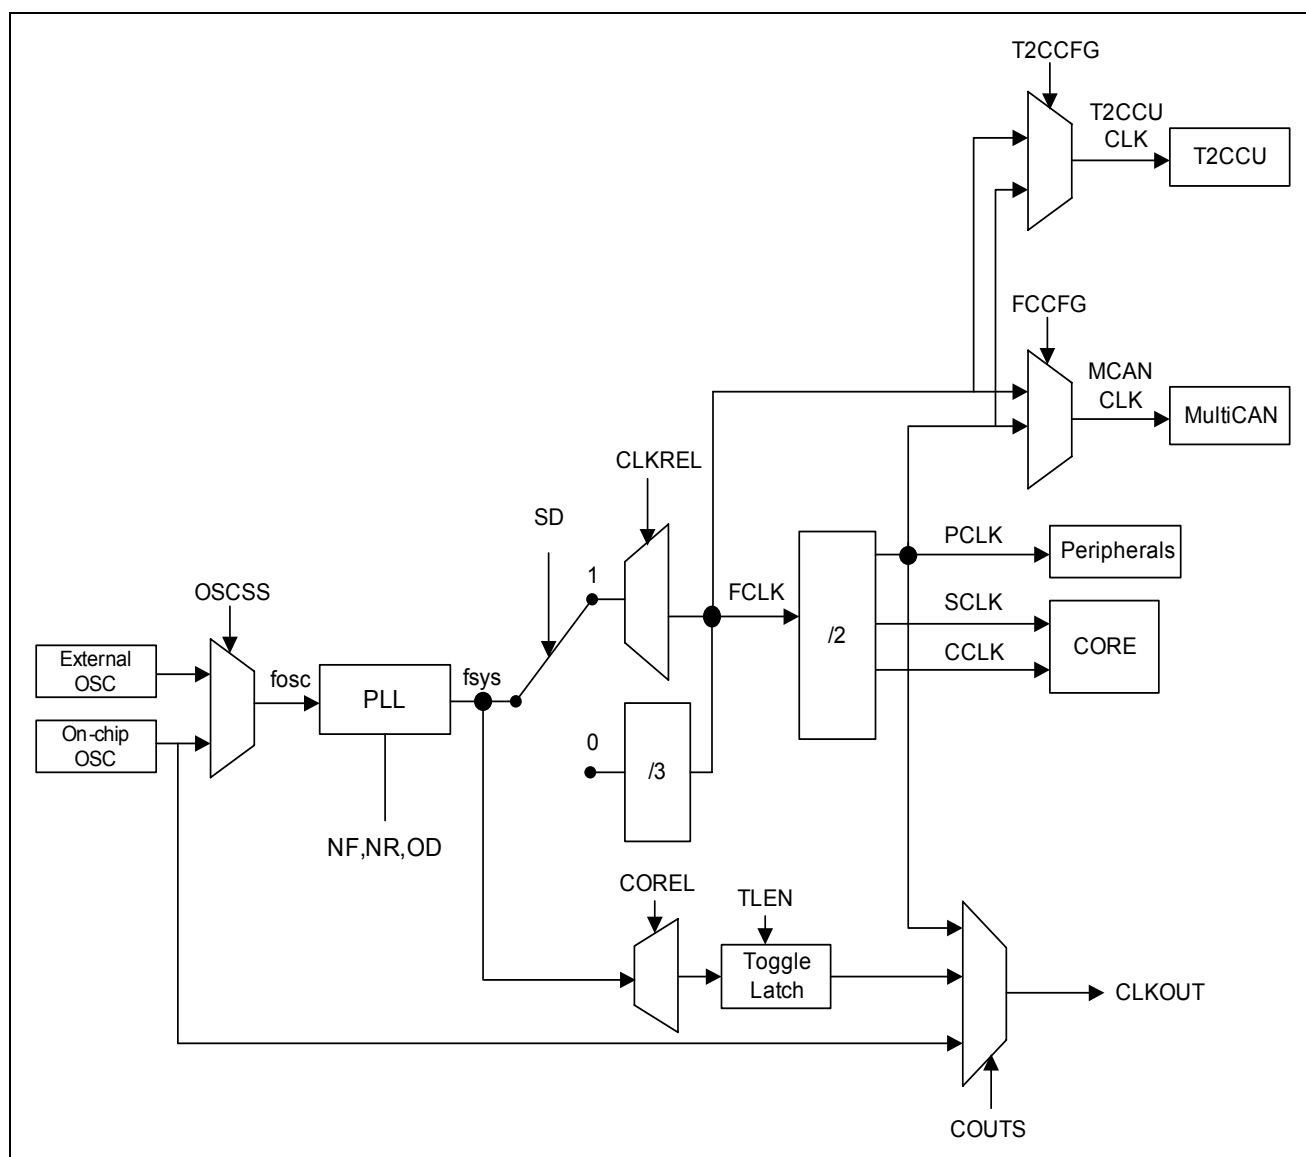 T2CCFG
T2CCU
CLK
T2CCU
FCCFG
MCAN
CLK
MultiCAN
CLKREL
SD
1
OSCSS
FCLK
PCLK
Peripherals
SCLK
CCLK
CORE
/2
External
OSC
fosc
PLL
fsys
On-chip
OSC
0
/3
NF,NR,OD
COREL
TLEN
Toggle
Latch
CLKOUT
COUTS